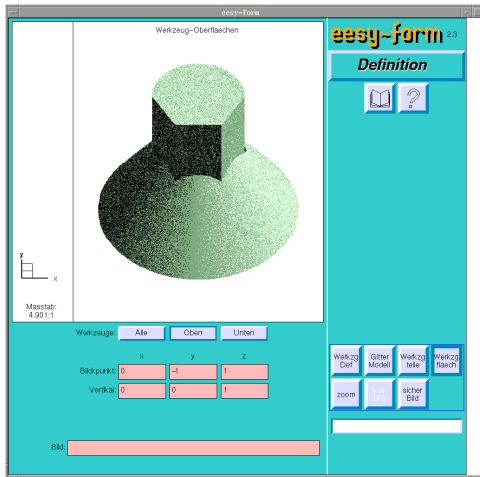 eesy-form
Werkzeug-Oberflaechen
eesy-form 2.3
Definition
?
y
x
Masstab:
4.901:1
Werkzeuge: Alle Oben Unten
x y z
Blickpunkt: 0 -1 1
Vertikal: 0 0 1
Bild:
Werkzg Def
Gitter Modell
Werkzg teile
Werkzg flaech
zoom
sicher Bild